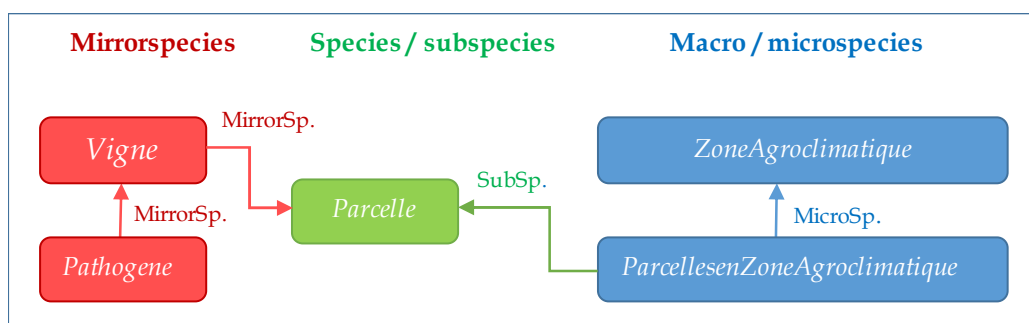 Mirrorspecies
Species / subspecies
Macro / microspecies
Vigne
MirrorSp.
ZoneAgroclimatique
Parcelle
SubSp.
MirrorSp.
MicroSp.
Pathogene
ParcellesenZoneAgroclimatique